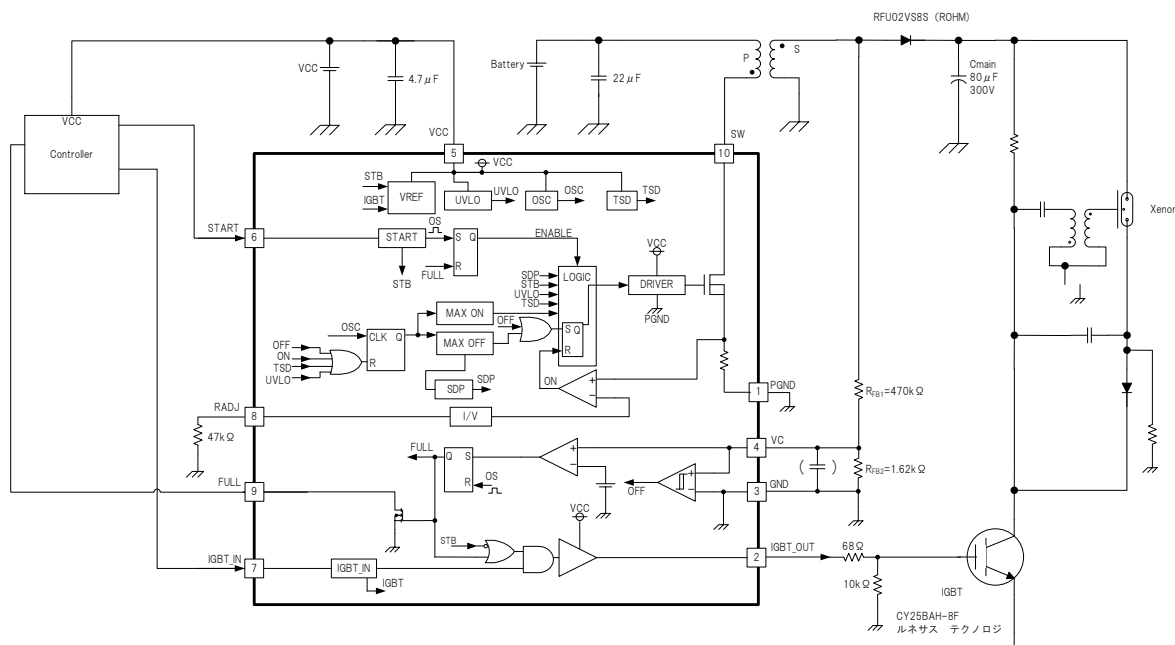 RFU02VS8S (ROHM)
VCC
4.7μF
Battery
22μF
P
S
Cmain
80μF
300V
VCC
Controller
VCC
5
SW
10
VCC
STB
IGBT
VREF
UVLO
UVLO
OSC
OSC
TSD
TSD
START
6
START
OS
STB
S Q
R
FULL
ENABLE
SDP
STB
UVLO
TSD
LOGIC
S Q
R
VCC
DRIVER
PGND
OSC
OFF
ON
TSD
UVLO
CLK Q
R
MAX ON
MAX OFF
OFF
SDP
SDP
ON
+
−
1
PGND
Xenon
RADJ
8
47kΩ
I/V
RFB1=470kΩ
FULL
Q S
R
OS
+
−
+
−
OFF
4
VC
( )
RFB2=1.62kΩ
3
GND
FULL
9
STB
VCC
IGBT_IN
7
IGBT_IN
IGBT
2
IGBT_OUT
68Ω
10kΩ
IGBT
CY25BAH-8F
ルネサス テクノロジ